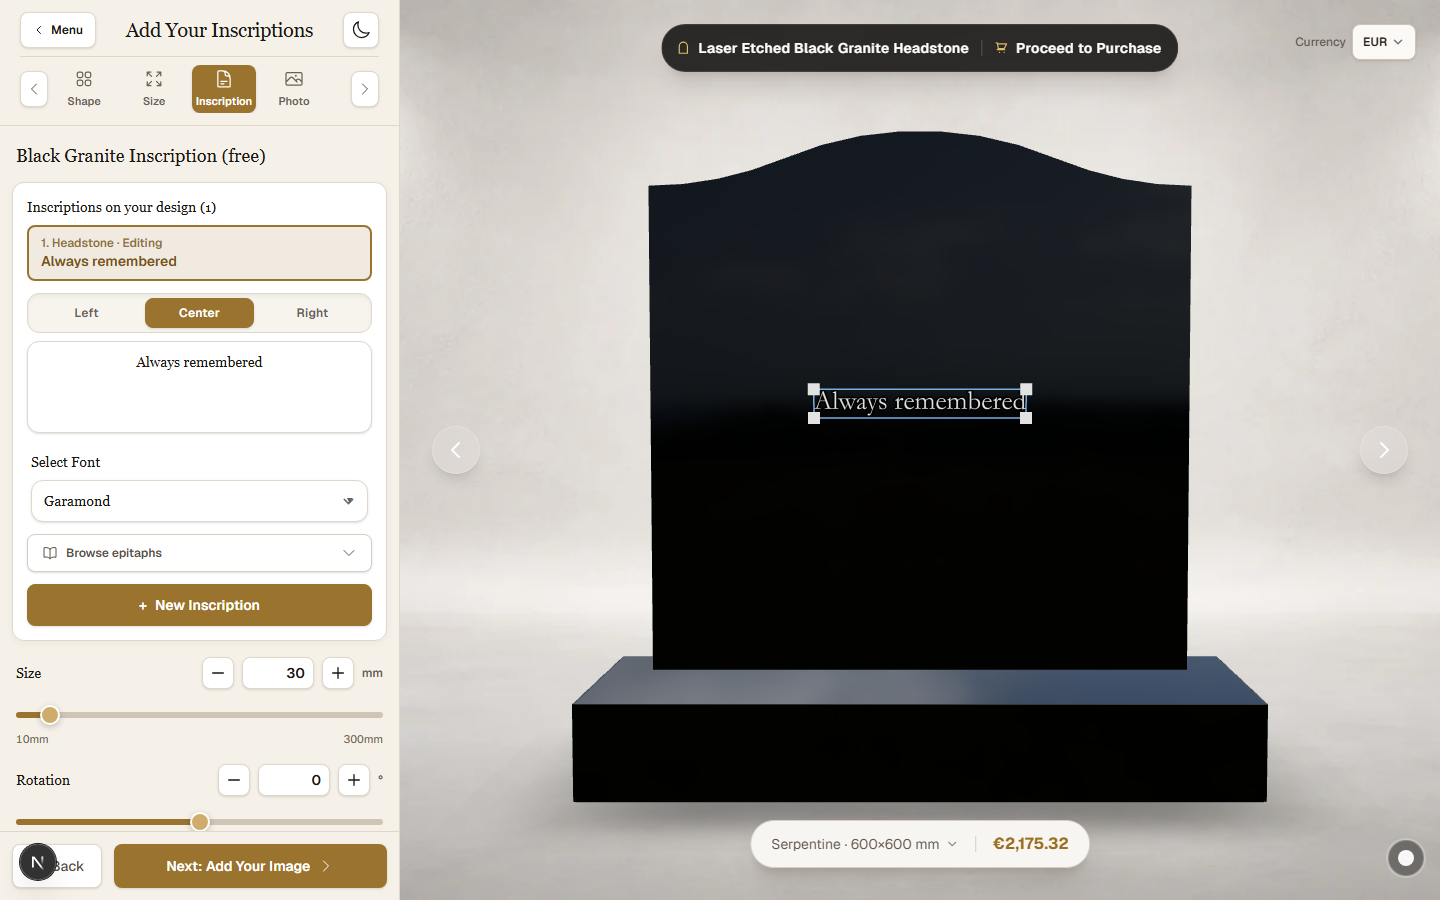 Menu
Add Your Inscriptions
Shape
Size
Inscription
Photo
Black Granite Inscription (free)
Inscriptions on your design (1)
1. Headstone · Editing
Always remembered
Left
Center
Right
Always remembered
Select Font
Garamond
Browse epitaphs
+ New Inscription
Size
30
mm
10mm
300mm
Rotation
0
°
N
Back
Next: Add Your Image
Laser Etched Black Granite Headstone
Proceed to Purchase
Currency
EUR
Always remembered
Serpentine · 600×600 mm
€2,175.32